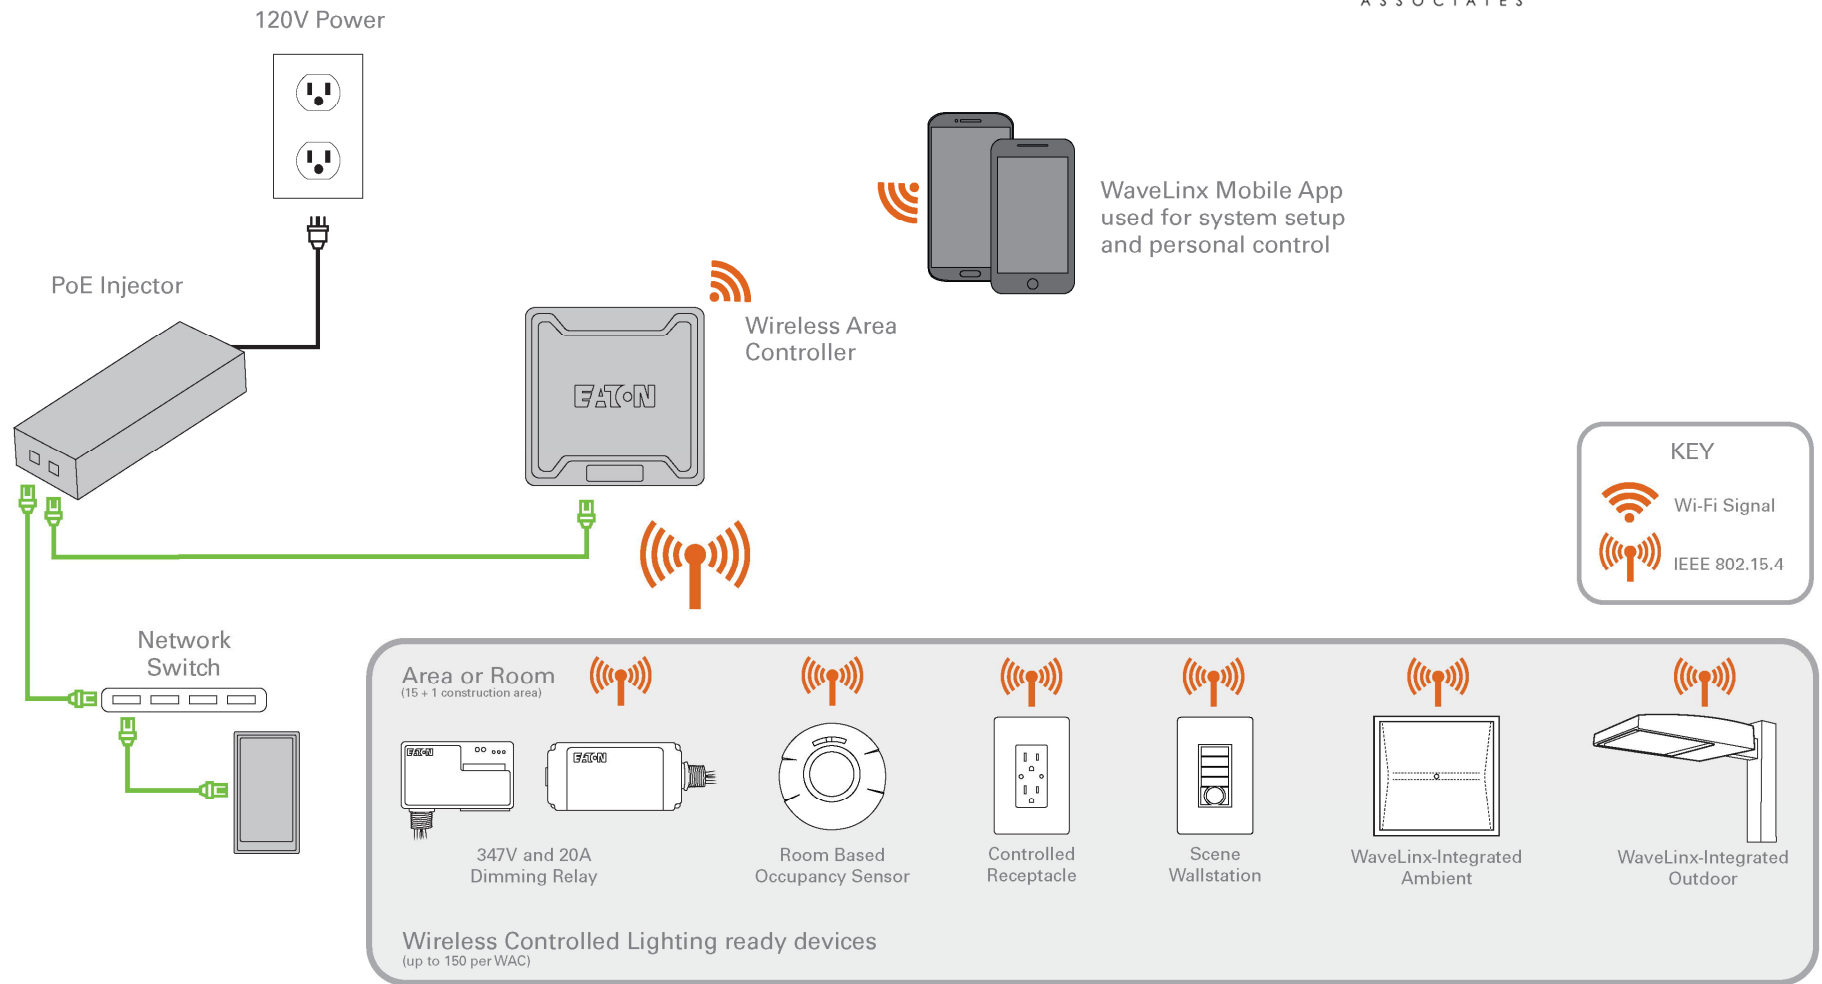 ASSOCIATES
120V Power
WaveLinx Mobile App
used for system setup
and personal control
PoE Injector
Wireless Area
Controller
EATON
KEY
Wi-Fi Signal
IEEE 802.15.4
Network
Switch
Area or Room
(15 + 1 construction area)
EATON
EATON
347V and 20A
Dimming Relay
Room Based
Occupancy Sensor
Controlled
Receptacle
Scene
Wallstation
WaveLinx-Integrated
Ambient
WaveLinx-Integrated
Outdoor
Wireless Controlled Lighting ready devices
(up to 150 per WAC)